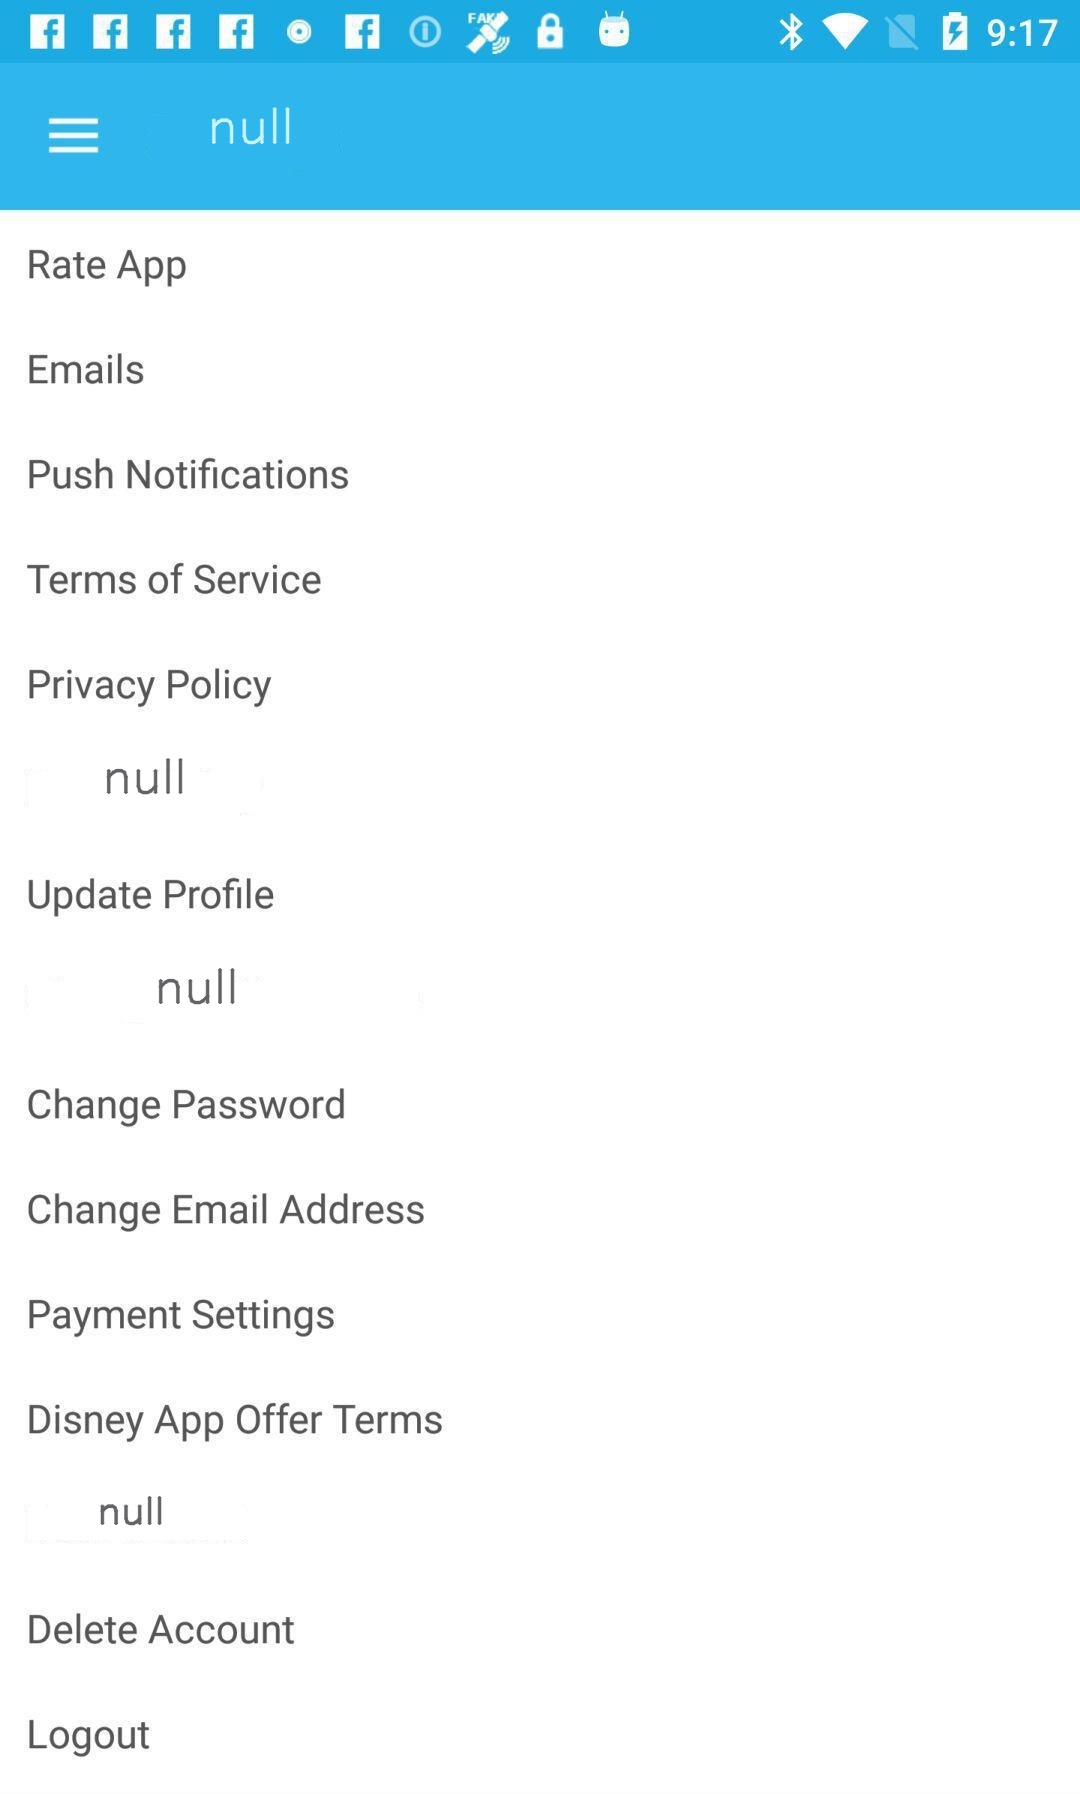 FAKE
9:17
null
Rate App
Emails
Push Notifications
Terms of Service
Privacy Policy
null
Update Profile
null
Change Password
Change Email Address
Payment Settings
Disney App Offer Terms
null
Delete Account
Logout